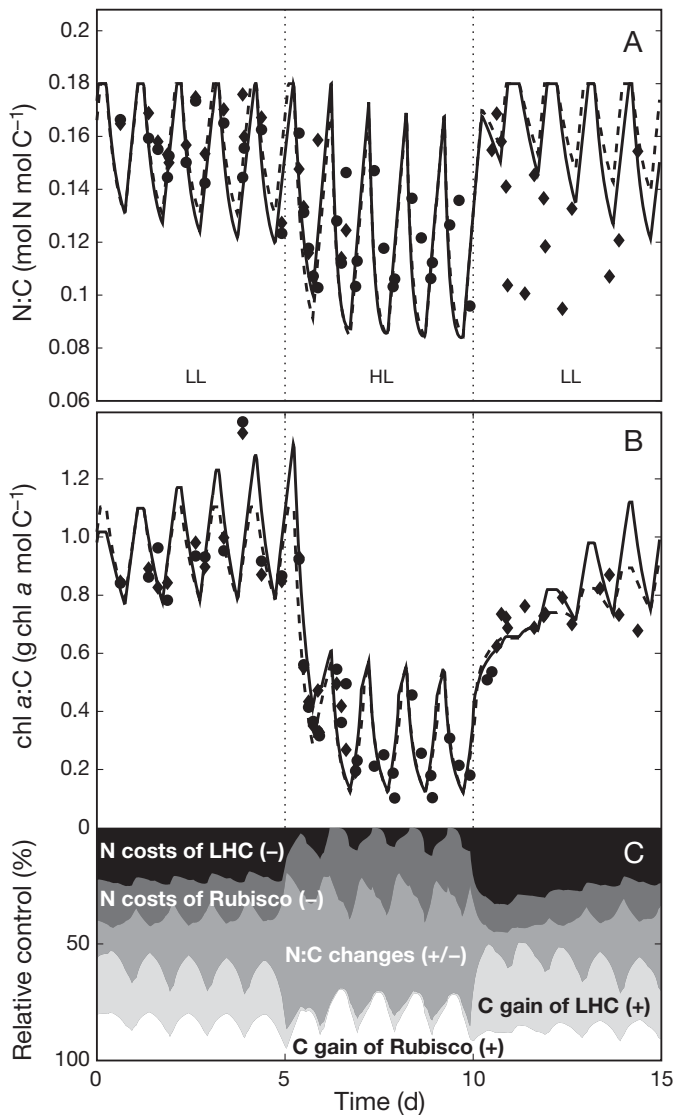 A
N:C (mol N mol C⁻¹)
0.2
0.18
0.16
0.14
0.12
0.1
0.08
0.06
LL
HL
LL
B
chl a:C (g chl a mol C⁻¹)
1.2
1.0
0.8
0.6
0.4
0.2
0
C
Relative control (%)
50
100
N costs of LHC (–)
N costs of Rubisco (–)
N:C changes (+/–)
C gain of LHC (+)
C gain of Rubisco (+)
0
5
10
15
Time (d)